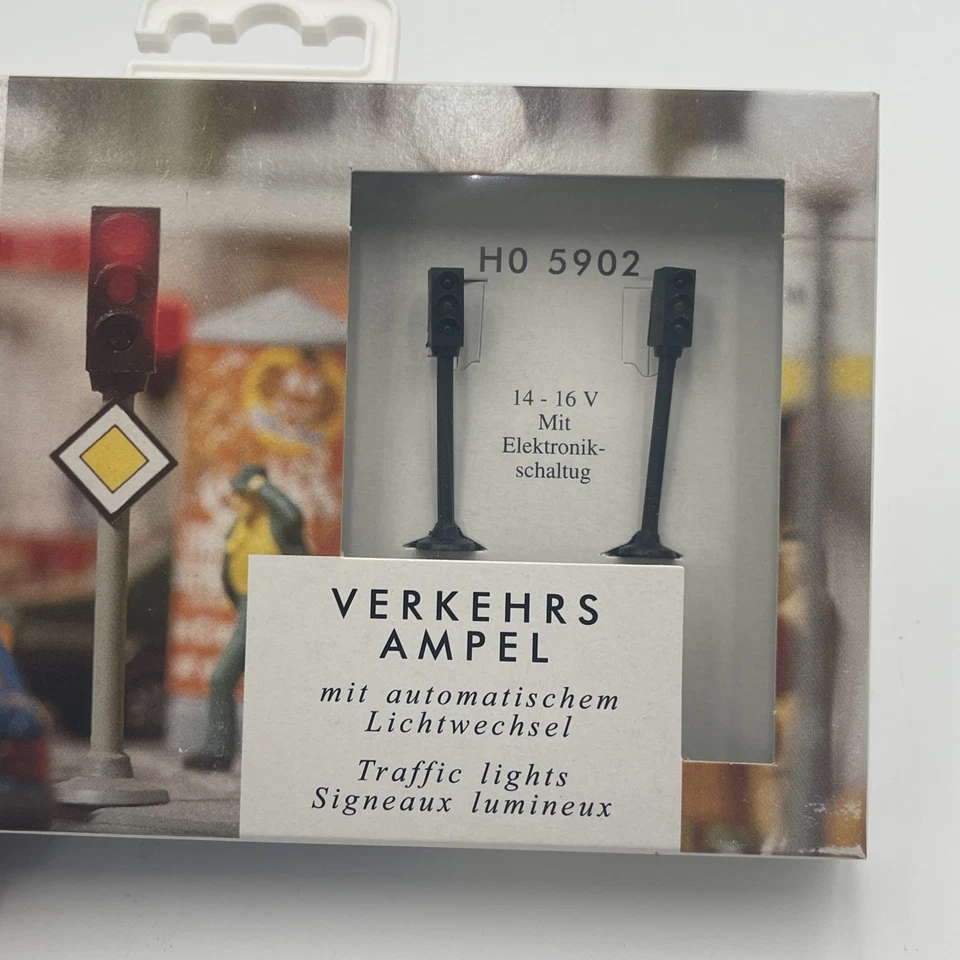 H0 5902
14 - 16 V
Mit
Elektronik-
schaltug
VERKEHRS
AMPEL
mit automatischem
Lichtwechsel
Traffic lights
Signeaux lumineux